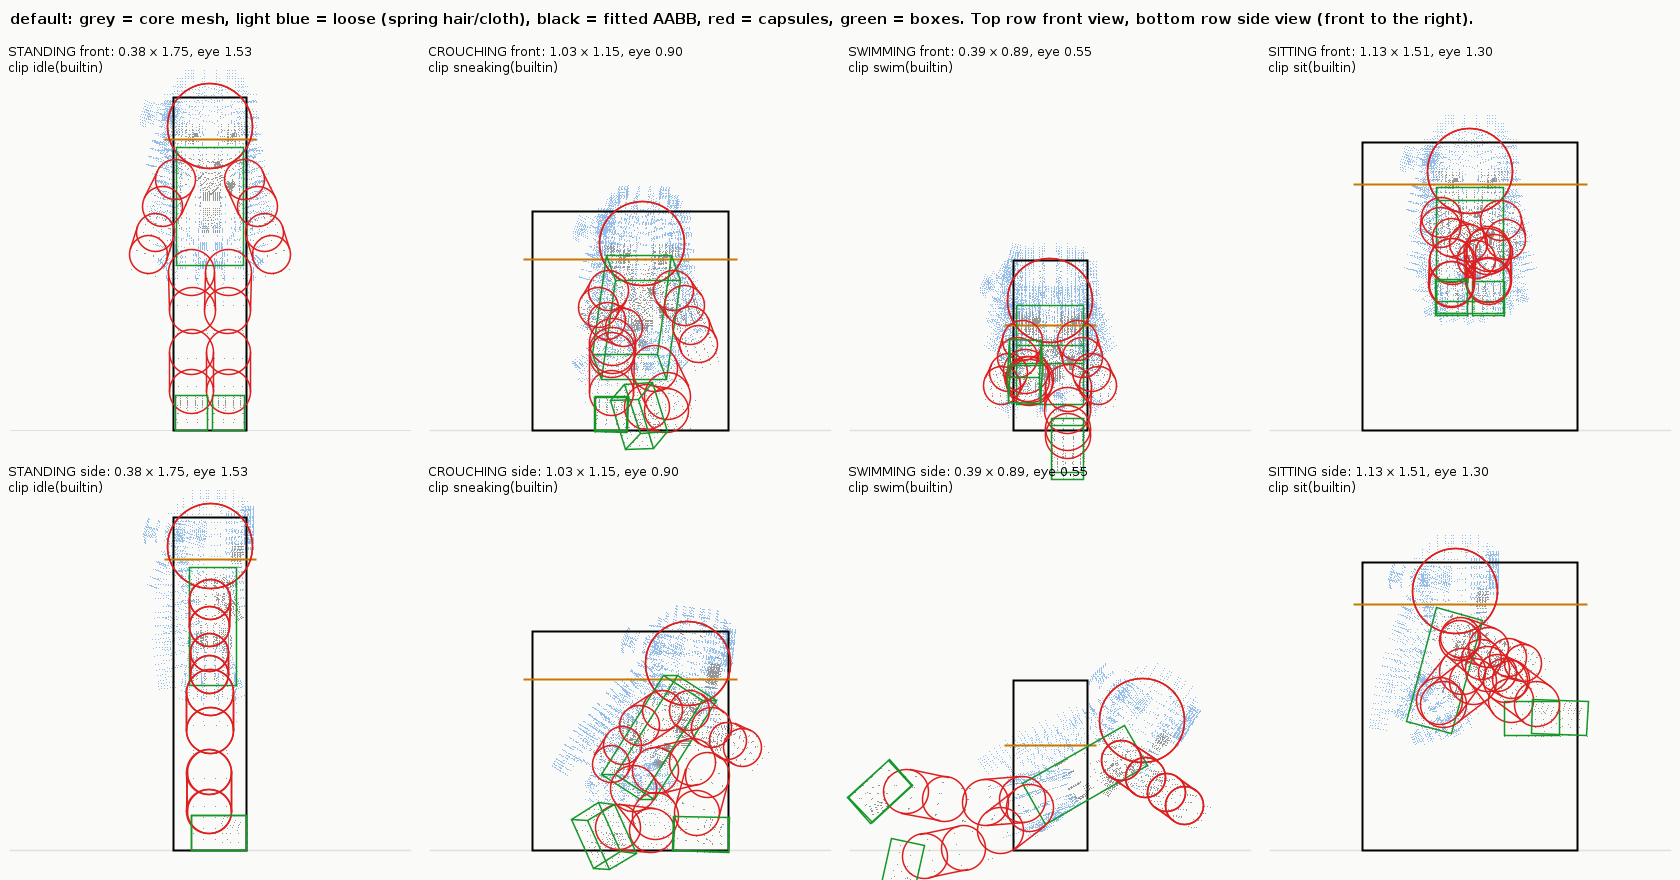 default: grey = core mesh, light blue = loose (spring hair/cloth), black = fitted AABB, red = capsules, green = boxes. Top row front view, bottom row side view (front to the right).
STANDING front: 0.38 x 1.75, eye 1.53
clip idle(builtin)
CROUCHING front: 1.03 x 1.15, eye 0.90
clip sneaking(builtin)
SWIMMING front: 0.39 x 0.89, eye 0.55
clip swim(builtin)
SITTING front: 1.13 x 1.51, eye 1.30
clip sit(builtin)
STANDING side: 0.38 x 1.75, eye 1.53
clip idle(builtin)
CROUCHING side: 1.03 x 1.15, eye 0.90
clip sneaking(builtin)
SWIMMING side: 0.39 x 0.89, eye 0.55
clip swim(builtin)
SITTING side: 1.13 x 1.51, eye 1.30
clip sit(builtin)